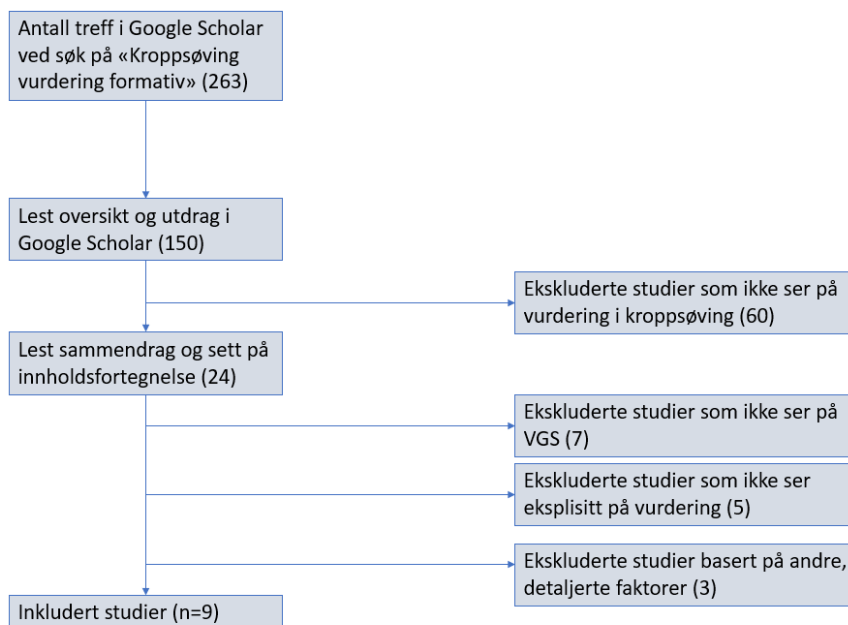 Antall treff i Google Scholar
ved søk på «Kroppsøving
vurdering formativ» (263)
Lest oversikt og utdrag i
Google Scholar (150)
Ekskluderte studier som ikke ser på
vurdering i kroppsøving (60)
Lest sammendrag og sett på
innholdsfortegnelse (24)
Ekskluderte studier som ikke ser på
VGS (7)
Ekskluderte studier som ikke ser
eksplisitt på vurdering (5)
Ekskluderte studier basert på andre,
detaljerte faktorer (3)
Inkludert studier (n=9)